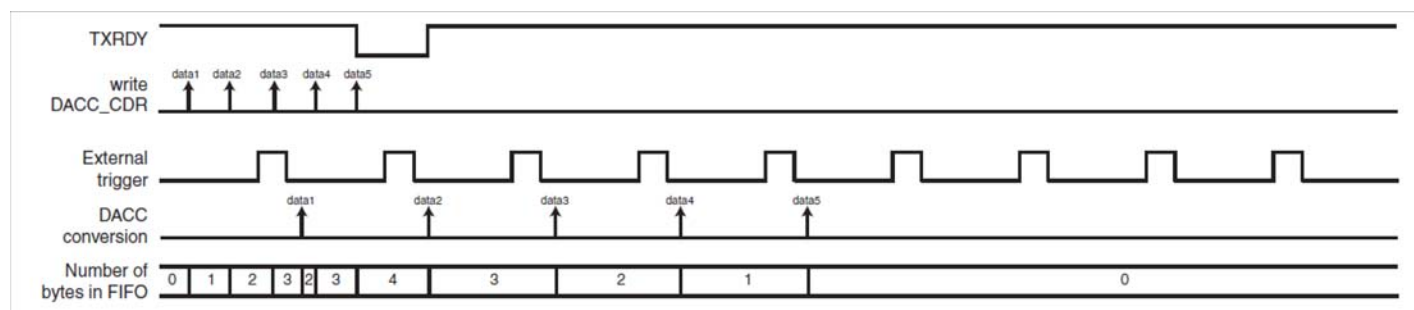 TXRDY
data1 data2 data3 data4 data5
write
DACC_CDR
External
trigger
data1 data2 data3 data4 data5
DACC
conversion
Number of
bytes in FIFO
0 1 2 3 2 3 4 3 2 1 0